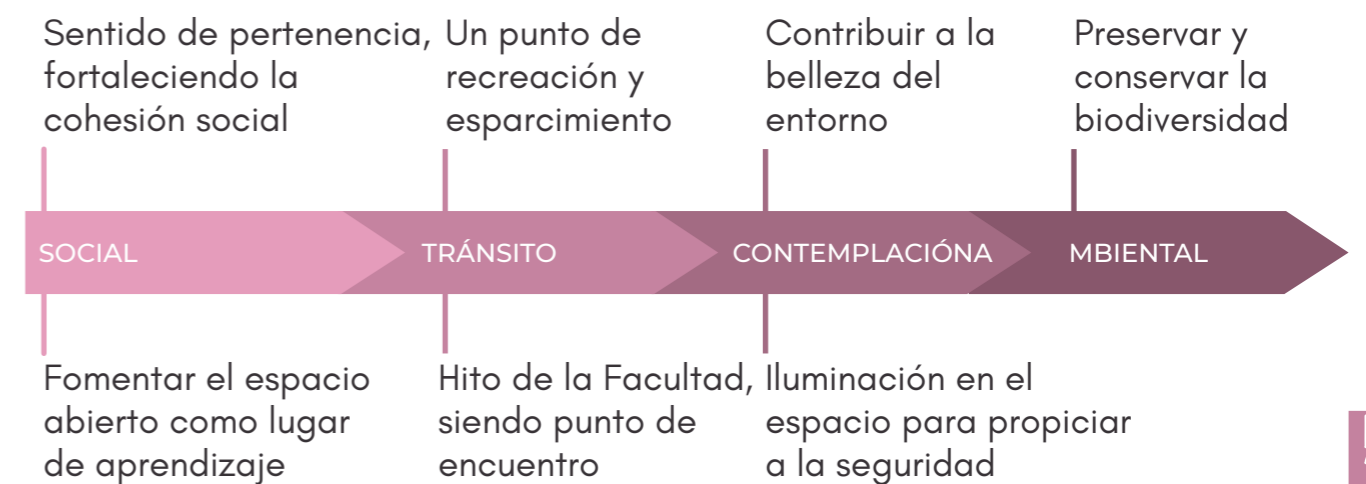 Sentido de pertenencia,
fortaleciendo la
cohesión social
Un punto de
recreación y
esparcimiento
Contribuir a la
belleza del
entorno
Preservar y
conservar la
biodiversidad
SOCIAL
TRÁNSITO
CONTEMPLACIÓNA
MBIENTAL
Fomentar el espacio
abierto como lugar
de aprendizaje
Hito de la Facultad,
siendo punto de
encuentro
Iluminación en el
espacio para propiciar
a la seguridad